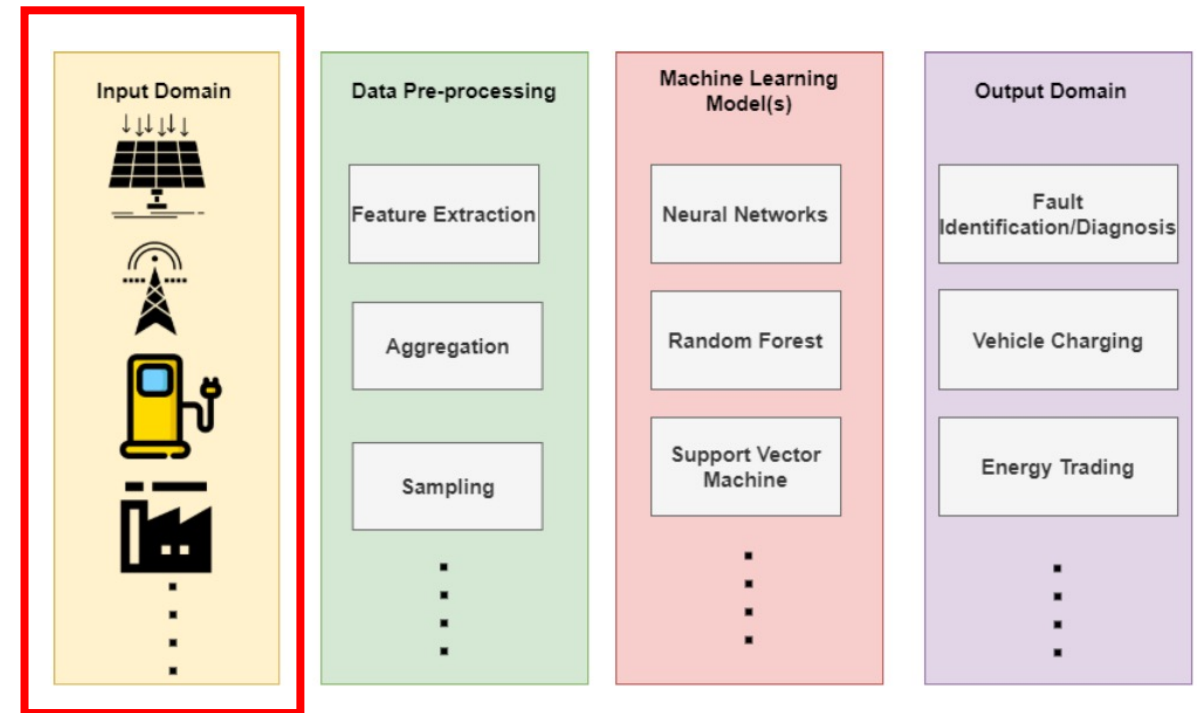 Input Domain
Data Pre-processing
Feature Extraction
Aggregation
Sampling
Machine Learning
Model(s)
Neural Networks
Random Forest
Support Vector
Machine
Output Domain
Fault
Identification/Diagnosis
Vehicle Charging
Energy Trading